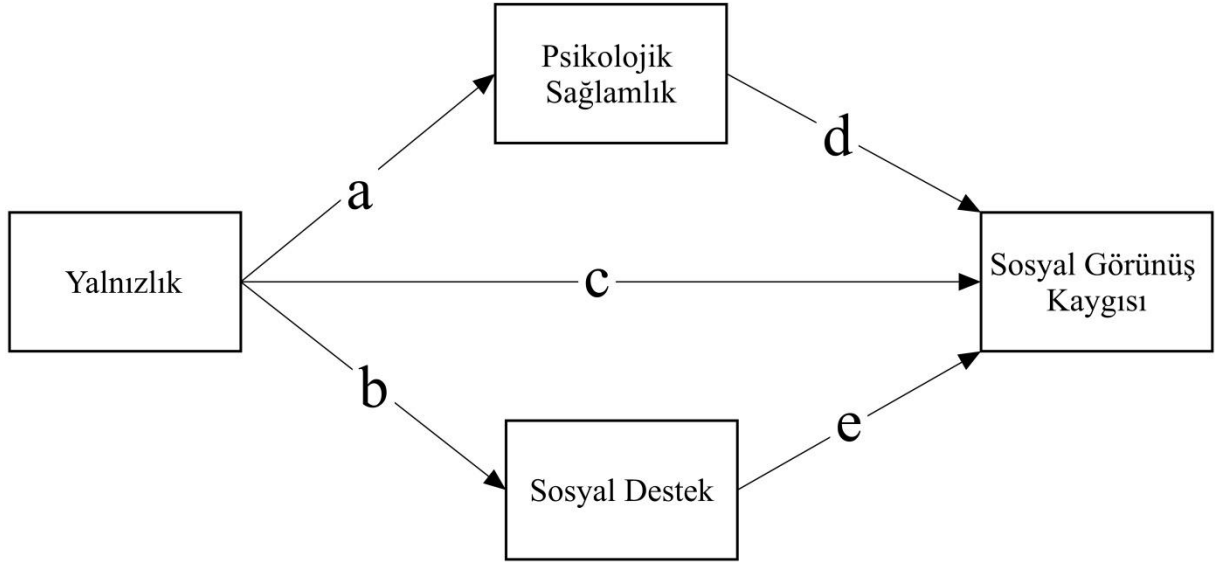 Psikolojik
Sağlamlık
d
a
Yalnızlık
c
Sosyal Görünüş
Kaygısı
b
e
Sosyal Destek